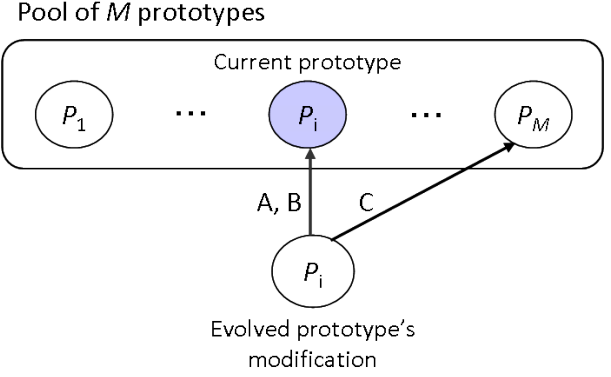 Pool of M prototypes
Current prototype
P1 ... Pi ... PM
A, B C
Pi
Evolved prototype's
modification